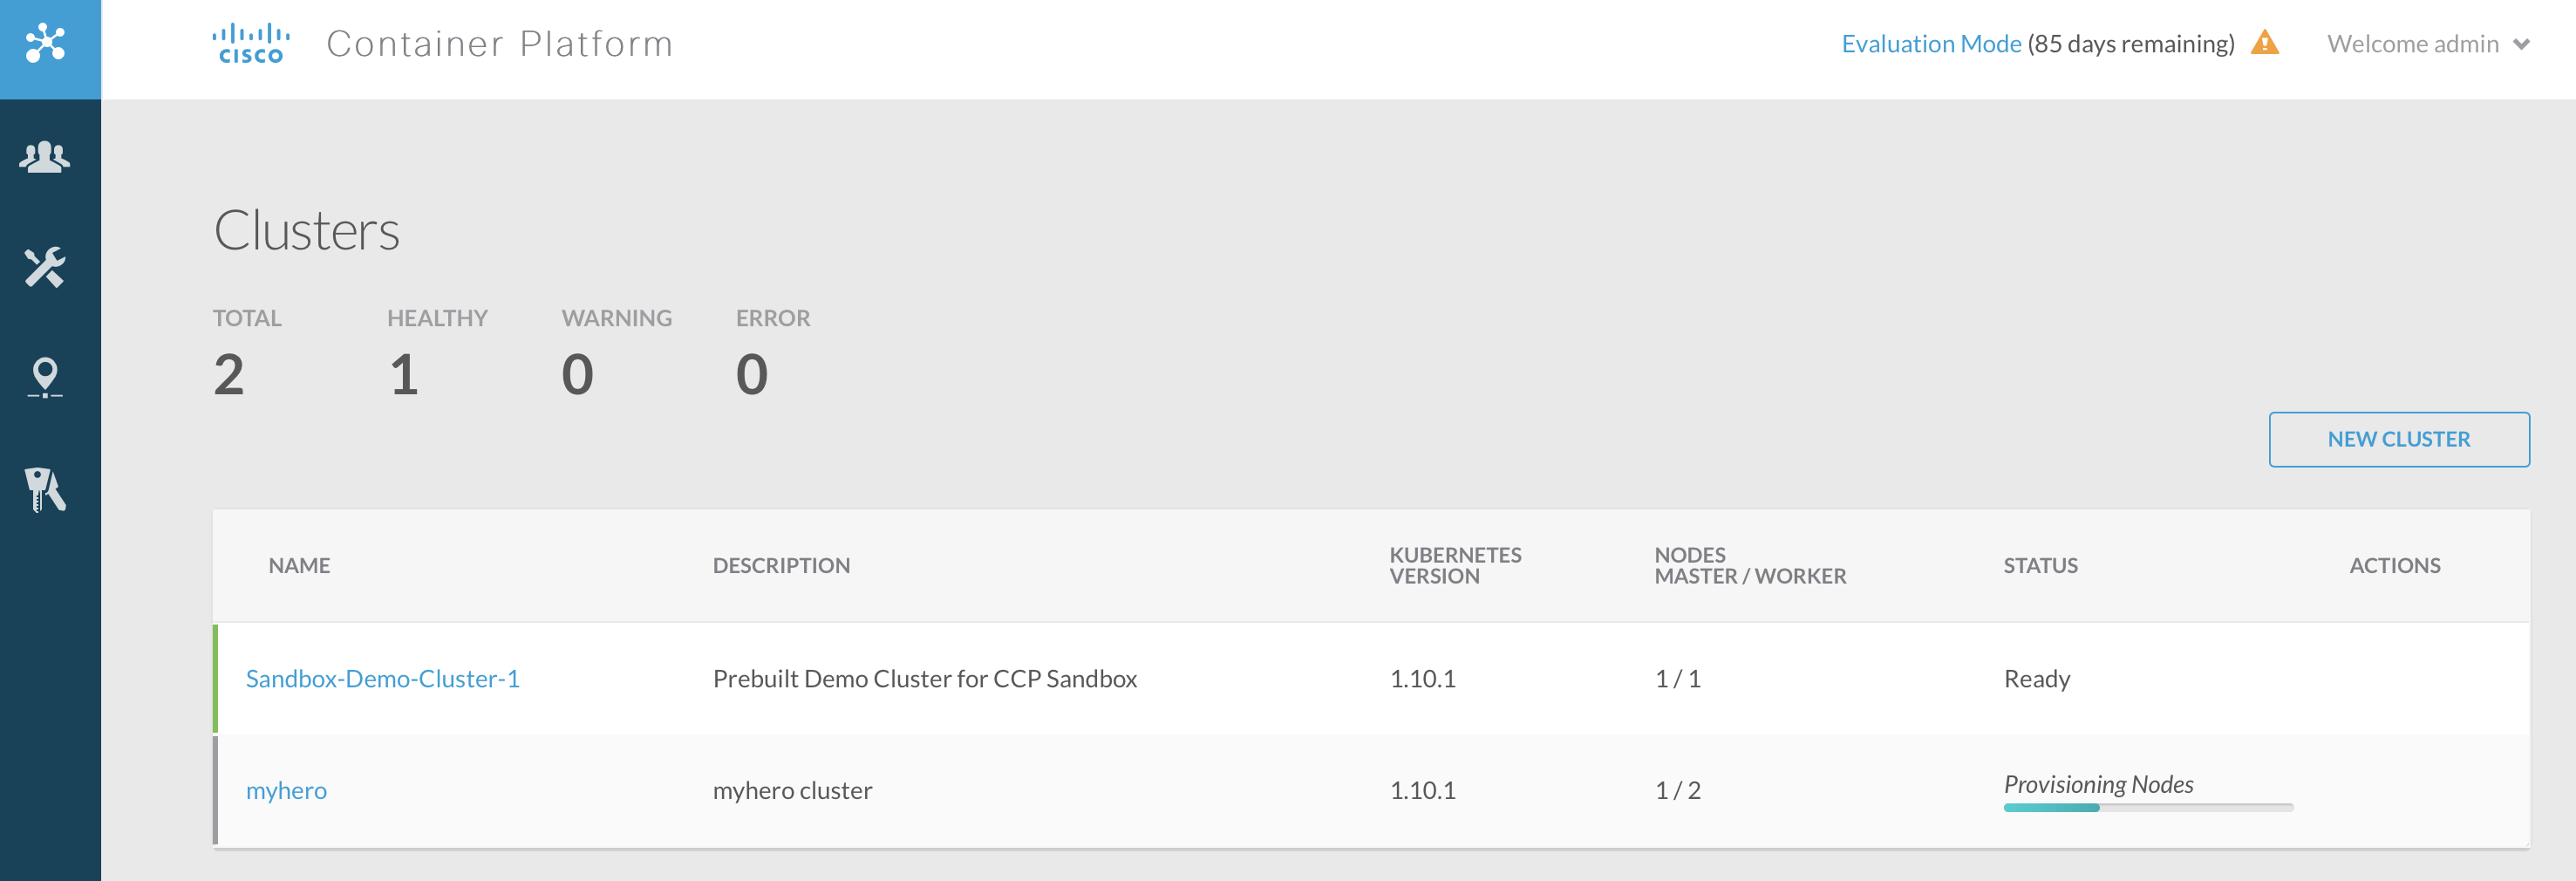 CISCO
Container Platform
Evaluation Mode (85 days remaining)
Welcome admin
Clusters
TOTAL HEALTHY WARNING ERROR
2 1 0 0
NEW CLUSTER
NAME DESCRIPTION KUBERNETES VERSION NODES MASTER / WORKER STATUS ACTIONS
Sandbox-Demo-Cluster-1 Prebuilt Demo Cluster for CCP Sandbox 1.10.1 1 / 1 Ready
myhero myhero cluster 1.10.1 1 / 2 Provisioning Nodes